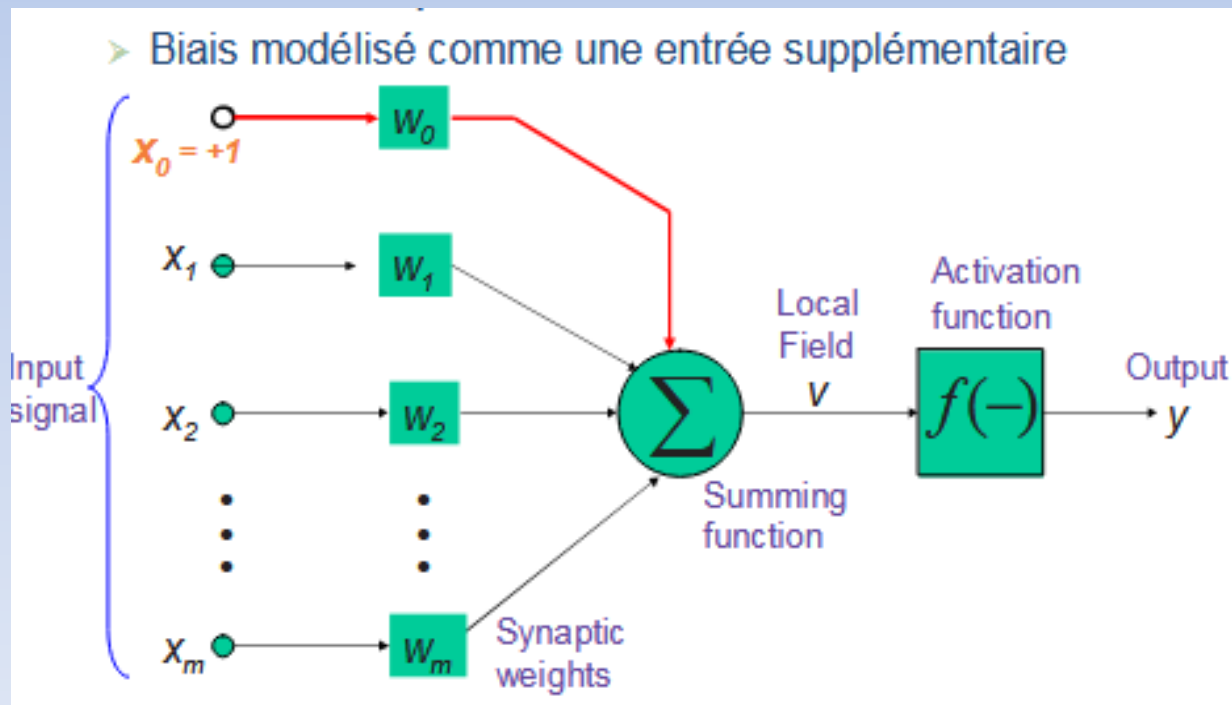 ➢ Biais modélisé comme une entrée supplémentaire
x₀ = +1
w₀
x₁
w₁
Input
signal
x₂
w₂
∑
Local
Field
v
Activation
function
f(–)
Output
y
Summing
function
xₘ
wₘ
Synaptic
weights